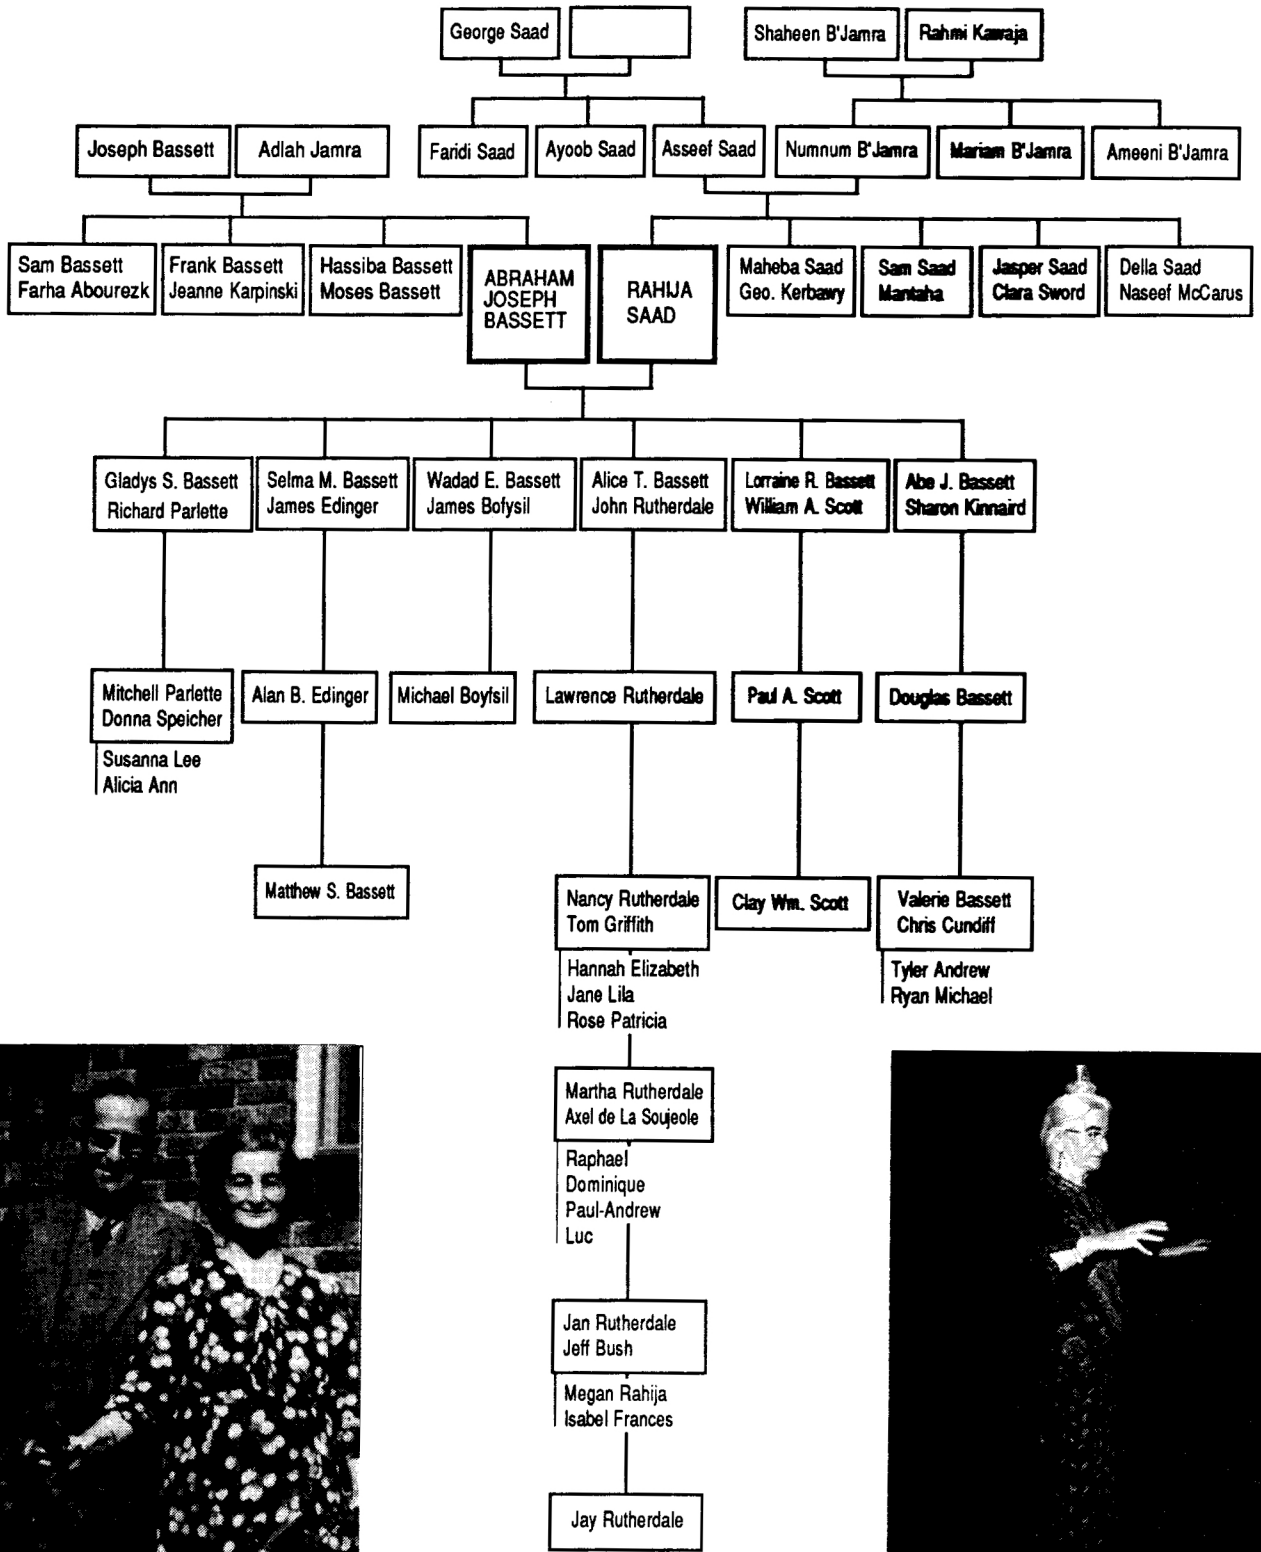 George Saad
Shaheen B'Jamra
Rahmi Kawaja
Joseph Bassett
Adlah Jamra
Faridi Saad
Ayoob Saad
Asseef Saad
Numnum B'Jamra
Mariam B'Jamra
Ameeni B'Jamra
Sam Bassett
Farha Abourezk
Frank Bassett
Jeanne Karpinski
Hassiba Bassett
Moses Bassett
ABRAHAM
JOSEPH
BASSETT
RAHIJA
SAAD
Maheba Saad
Geo. Kerbawy
Sam Saad
Mantaha
Jasper Saad
Clara Sword
Della Saad
Naseef McCarus
Gladys S. Bassett
Richard Parlette
Selma M. Bassett
James Edinger
Wadad E. Bassett
James Bofysil
Alice T. Bassett
John Rutherdale
Lorraine R. Bassett
William A. Scott
Abe J. Bassett
Sharon Kinnaird
Mitchell Parlette
Donna Speicher
Susanna Lee
Alicia Ann
Alan B. Edinger
Michael Boyfsil
Lawrence Rutherdale
Paul A. Scott
Douglas Bassett
Matthew S. Bassett
Nancy Rutherdale
Tom Griffith
Hannah Elizabeth
Jane Lila
Rose Patricia
Clay Wm. Scott
Valerie Bassett
Chris Cundiff
Tyler Andrew
Ryan Michael
Martha Rutherdale
Axel de La Soujeole
Raphael
Dominique
Paul-Andrew
Luc
Jan Rutherdale
Jeff Bush
Megan Rahija
Isabel Frances
Jay Rutherdale